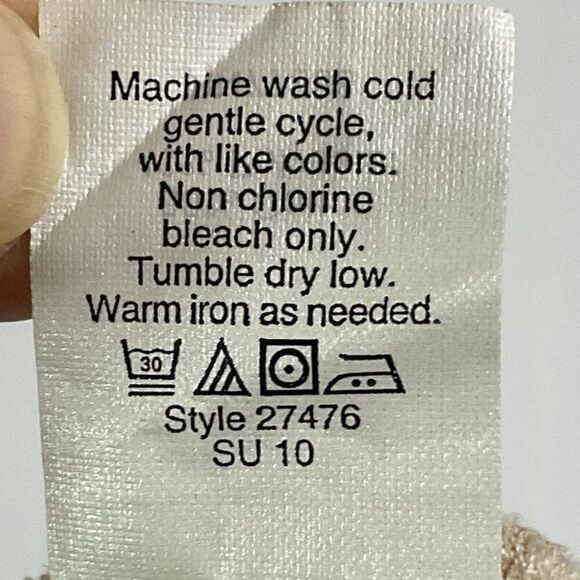 Machine wash cold
gentle cycle,
with like colors.
Non chlorine
bleach only.
Tumble dry low.
Warm iron as needed.
30
Style 27476
SU 10